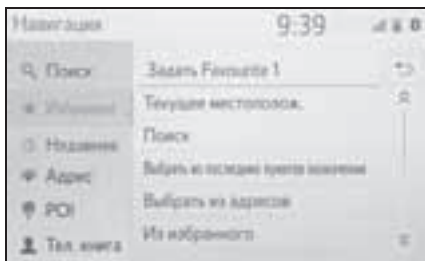 Навигация 9:39
Поиск
Задать Favourite 1
Избранное
Текущее местополож.
Недавние
Поиск
Адрес
Выбрать из последних пунктов назначения
POI
Выбрать из адресов
Тел. книга
Из избранного